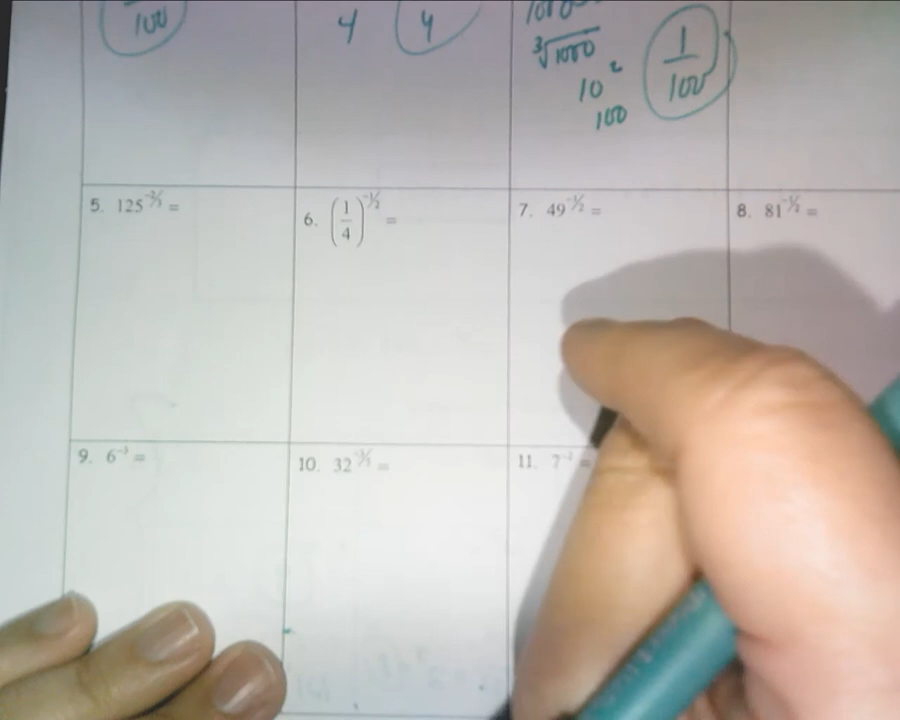 100
4 4
1000
∛1000
10²
100
1/100
5. 125^(-2/3) =
6. (1/4)^(-1/2) =
7. 49^(-1/2) =
8. 81^(-1/2) =
9. 6^(-3) =
10. 32^(-3/5) =
11. 7^(-2) =